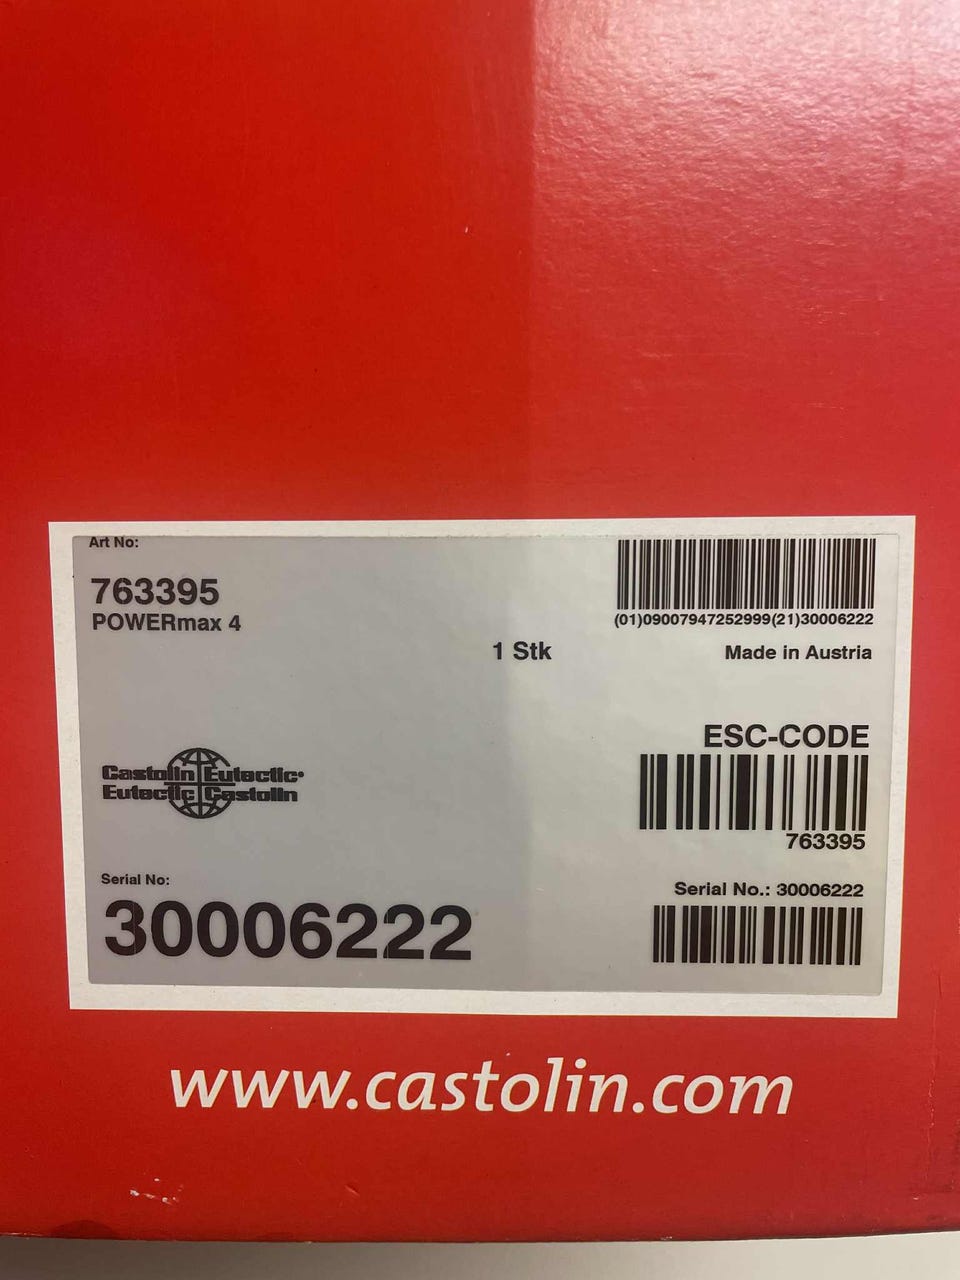 Art No:
763395
POWERmax 4
(01)09007947252999(21)30006222
1 Stk
Made in Austria
ESC-CODE
763395
Castolin Eutectic
Eutectic Castolin
Serial No:
30006222
Serial No.: 30006222
www.castolin.com